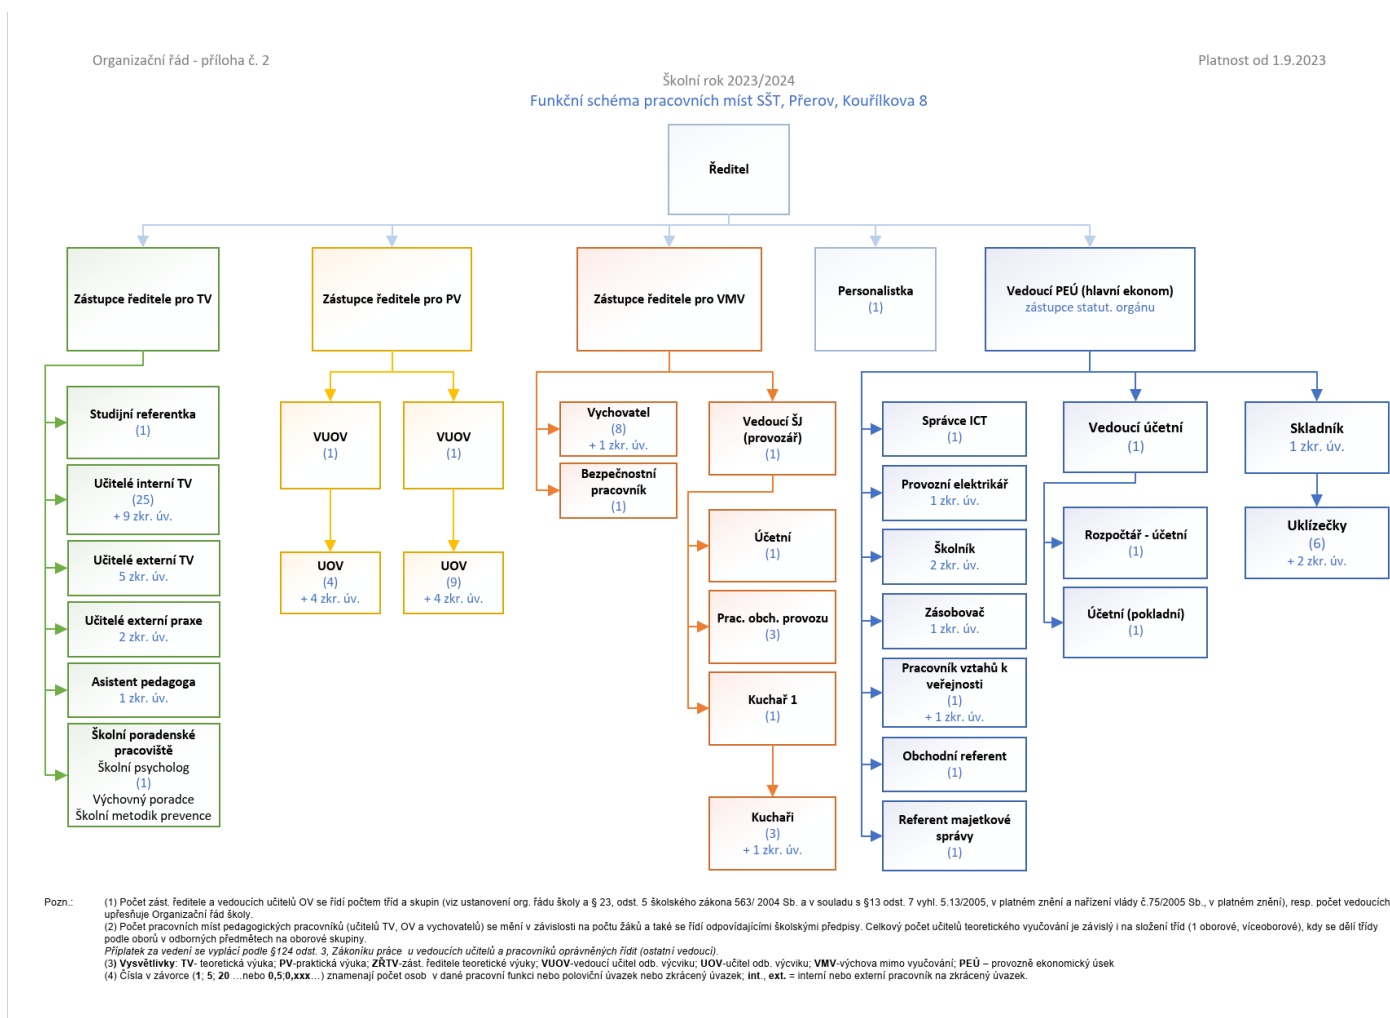 Organizační řád - příloha č. 2
Platnost od 1.9.2023
Školní rok 2023/2024
Funkční schéma pracovních míst SŠT, Přerov, Kouřílkova 8
Ředitel
Zástupce ředitele pro TV
Zástupce ředitele pro PV
Zástupce ředitele pro VMV
Personalistka
(1)
Vedoucí PEÚ (hlavní ekonom)
zástupce statut. orgánu
Studijní referentka
(1)
Učitelé interní TV
(25)
+ 9 zkr. úv.
Učitelé externí TV
5 zkr. úv.
Učitelé externí praxe
2 zkr. úv.
Asistent pedagoga
1 zkr. úv.
Školní poradenské
pracoviště
Školní psycholog
(1)
Výchovný poradce
Školní metodik prevence
VUOV
(1)
VUOV
(1)
UOV
(4)
+ 4 zkr. úv.
UOV
(9)
+ 4 zkr. úv.
Vychovatel
(8)
+ 1 zkr. úv.
Bezpečnostní
pracovník
(1)
Vedoucí ŠJ
(provozář)
(1)
Účetní
(1)
Prac. obch. provozu
(3)
Kuchař 1
(1)
Kuchaři
(3)
+ 1 zkr. úv.
Správce ICT
(1)
Provozní elektrikář
1 zkr. úv.
Školník
2 zkr. úv.
Zásobovač
1 zkr. úv.
Pracovník vztahů k
veřejnosti
(1)
+ 1 zkr. úv.
Obchodní referent
(1)
Referent majetkové
správy
(1)
Vedoucí účetní
(1)
Rozpočtář - účetní
(1)
Účetní (pokladní)
(1)
Skladník
1 zkr. úv.
Uklízečky
(6)
+ 2 zkr. úv.
Pozn.: (1) Počet zást. ředitele a vedoucích učitelů OV se řídí počtem tříd a skupin (viz ustanovení org. řádu školy a § 23, odst. 5 školského zákona 563/ 2004 Sb. a v souladu s §13 odst. 7 vyhl. 5.13/2005, v platném znění a nařízení vlády č.75/2005 Sb., v platném znění), resp. počet vedoucích
upřesňuje Organizační řád školy.
(2) Počet pracovních míst pedagogických pracovníků (učitelů TV, OV a vychovatelů) se mění v závislosti na počtu žáků a také se řídí odpovídajícími školskými předpisy. Celkový počet učitelů teoretického vyučování je závislý i na složení tříd (1 oborové, víceoborové), kdy se dělí třídy
podle oborů v odborných předmětech na oborové skupiny.
Příplatek za vedení se vyplácí podle §124 odst. 3, Zákoníku práce u vedoucích učitelů a pracovníků oprávněných řídit (ostatní vedoucí).
(3) Vysvětlivky: TV- teoretická výuka; PV-praktická výuka; ZŘTV-zást. ředitele teoretické výuky; VUOV-vedoucí učitel odb. výcviku; UOV-učitel odb. výcviku; VMV-výchova mimo vyučování; PEÚ – provozně ekonomický úsek
(4) Čísla v závorce (1; 5; 20 ...nebo 0,5;0,xxx...) znamenají počet osob v dané pracovní funkci nebo poloviční úvazek nebo zkrácený úvazek; int., ext. = interní nebo externí pracovník na zkrácený úvazek.